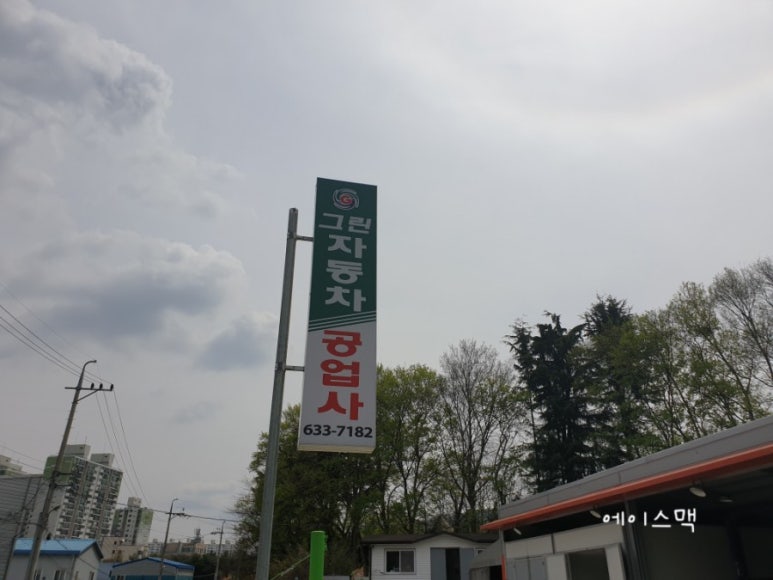 그린
자동차
공업사
633-7182
에이스맥